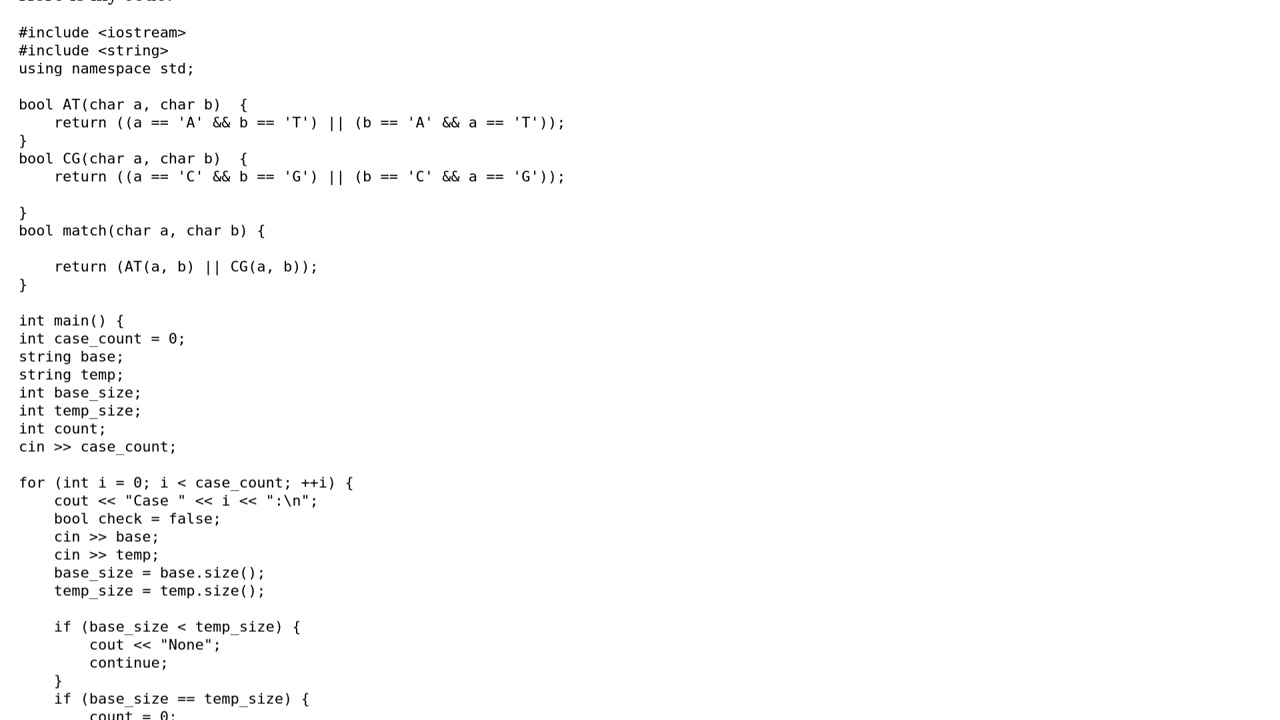 #include <iostream>
#include <string>
using namespace std;

bool AT(char a, char b)  {
    return ((a == 'A' && b == 'T') || (b == 'A' && a == 'T'));
}
bool CG(char a, char b)  {
    return ((a == 'C' && b == 'G') || (b == 'C' && a == 'G'));

}
bool match(char a, char b) {

    return (AT(a, b) || CG(a, b));
}

int main() {
int case_count = 0;
string base;
string temp;
int base_size;
int temp_size;
int count;
cin >> case_count;

for (int i = 0; i < case_count; ++i) {
    cout << "Case " << i << ":\n";
    bool check = false;
    cin >> base;
    cin >> temp;
    base_size = base.size();
    temp_size = temp.size();

    if (base_size < temp_size) {
        cout << "None";
        continue;
    }
    if (base_size == temp_size) {
        count = 0;